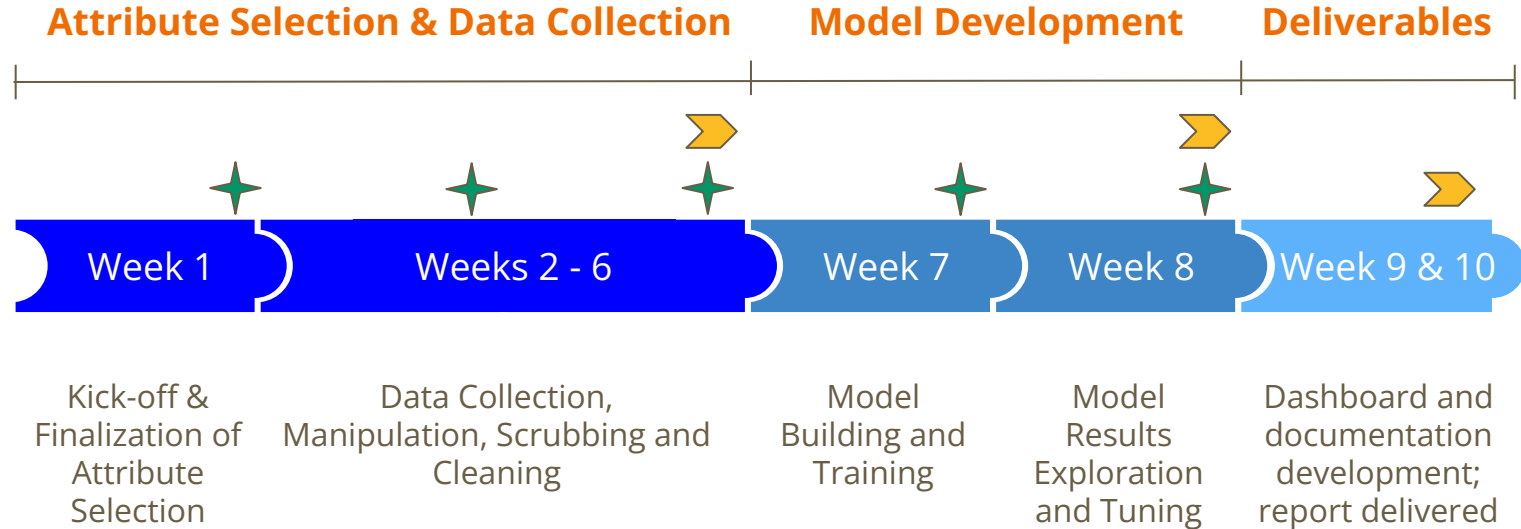 Attribute Selection & Data Collection
Model Development
Deliverables
Week 1
Weeks 2 - 6
Week 7
Week 8
Week 9 & 10
Kick-off &
Finalization of
Attribute
Selection
Data Collection,
Manipulation, Scrubbing and
Cleaning
Model
Building and
Training
Model
Results
Exploration
and Tuning
Dashboard and
documentation
development;
report delivered